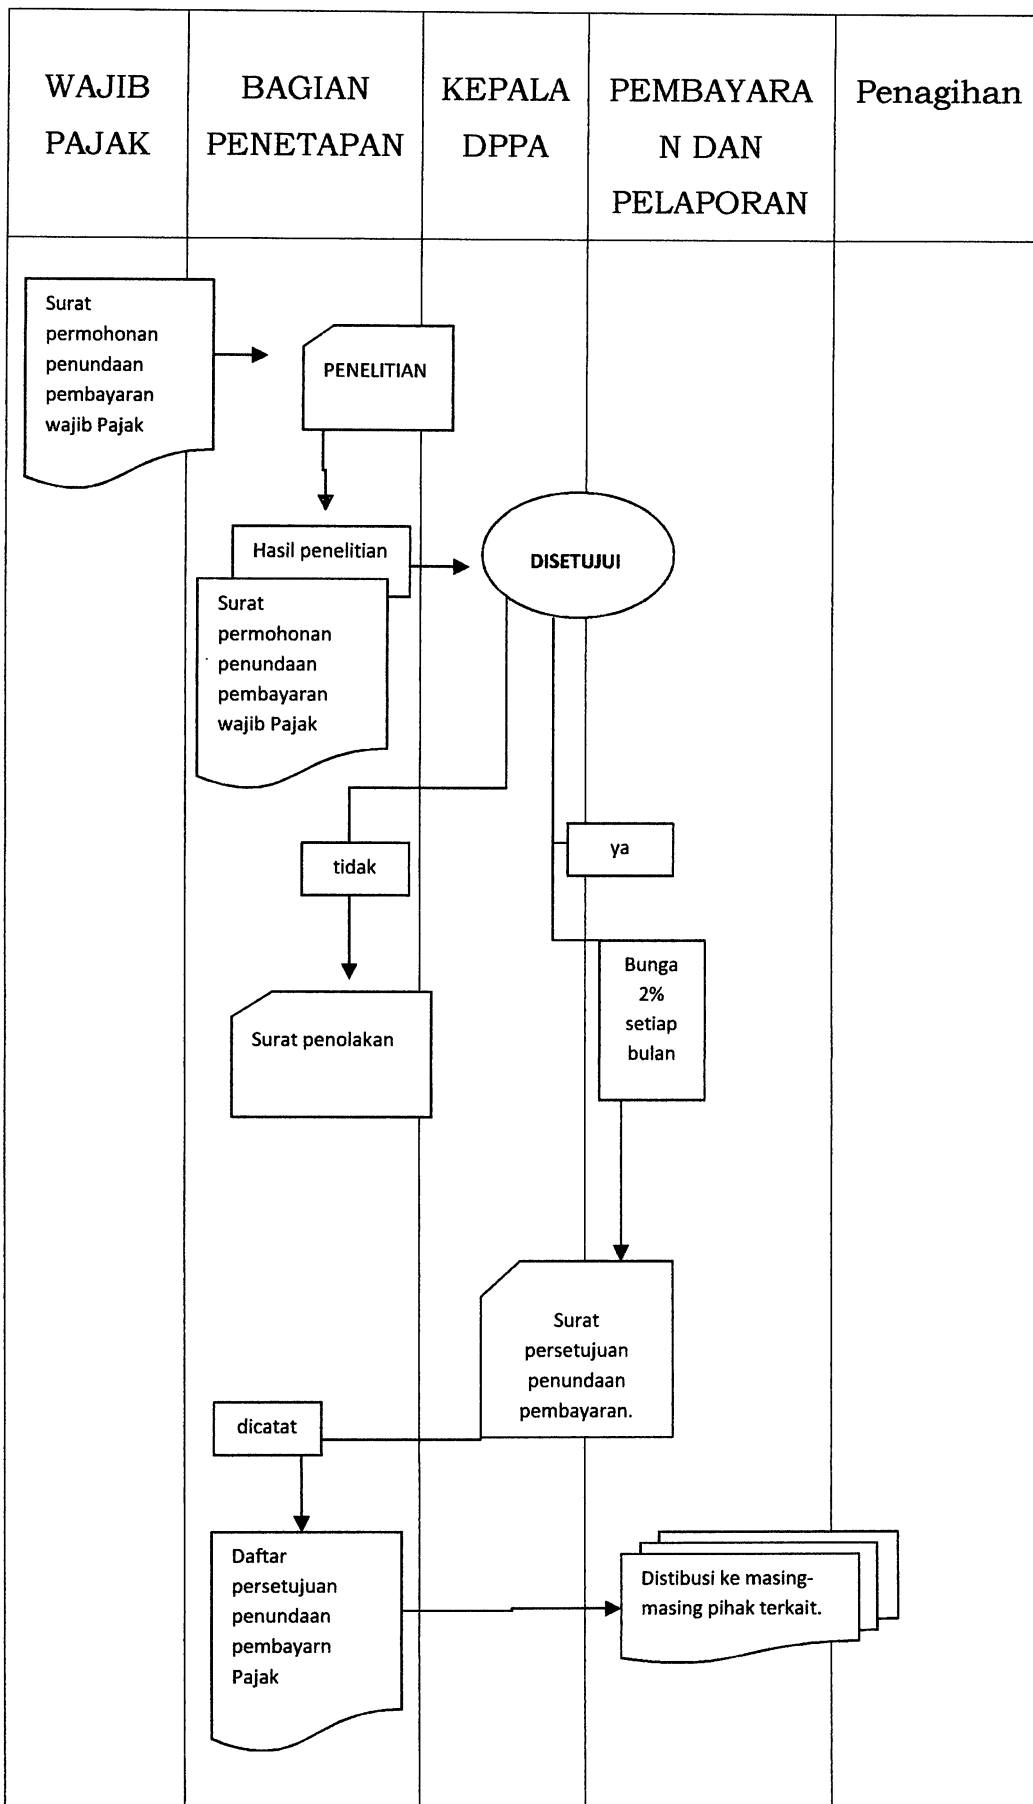 WAJIB
PAJAK
BAGIAN
PENETAPAN
KEPALA
DPPA
PEMBAYARA
N DAN
PELAPORAN
Penagihan
Surat
permohonan
penundaan
pembayaran
wajib Pajak
PENELITIAN
Hasil penelitian
DISETUJUI
Surat
permohonan
penundaan
pembayaran
wajib Pajak
tidak
ya
Bunga
2%
setiap
bulan
Surat penolakan
Surat
persetujuan
penundaan
pembayaran.
dicatat
Daftar
persetujuan
penundaan
pembayarn
Pajak
Distibusi ke masing-
masing pihak terkait.